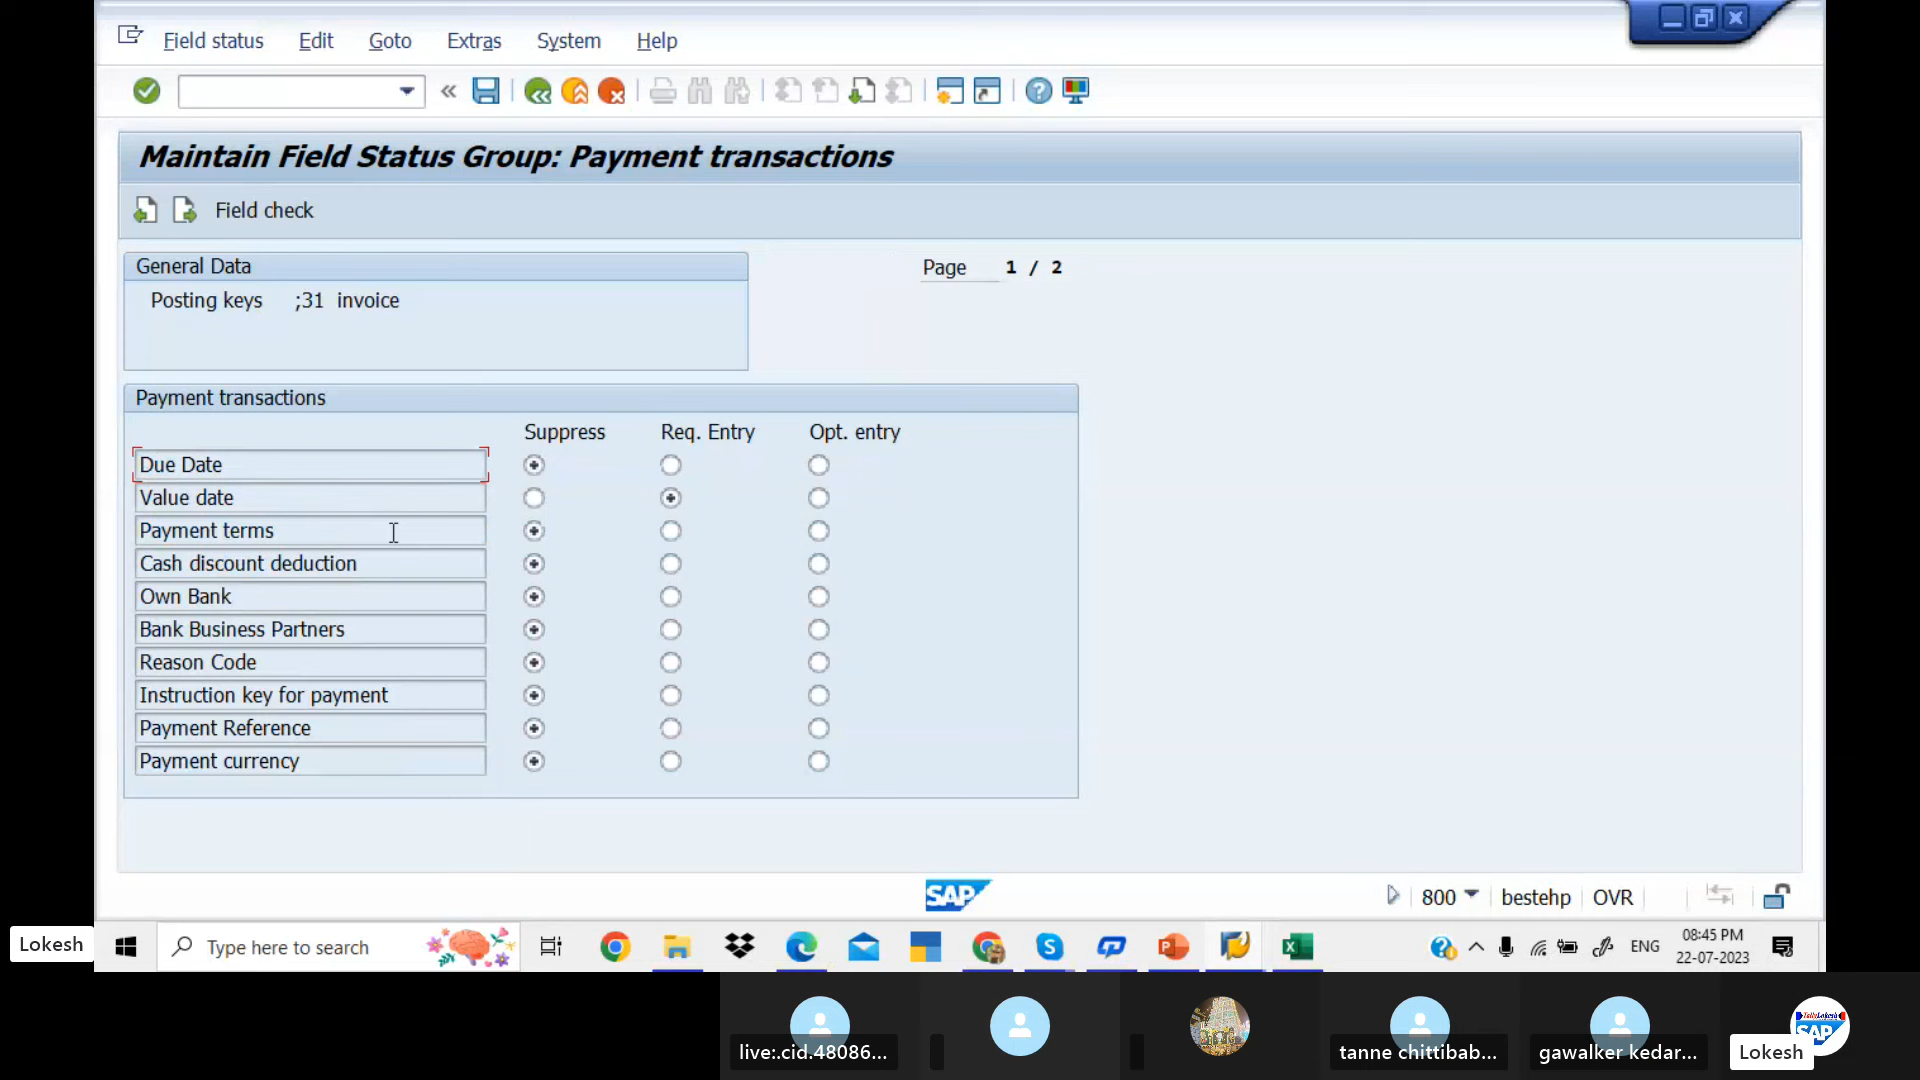 Field status Edit Goto Extras System Help
Maintain Field Status Group: Payment transactions
Field check
General Data
Page 1 / 2
Posting keys ;31 invoice
Payment transactions
Suppress Req. Entry Opt. entry
Due Date
Value date
Payment terms
Cash discount deduction
Own Bank
Bank Business Partners
Reason Code
Instruction key for payment
Payment Reference
Payment currency
SAP
800 bestehp OVR
Lokesh
Type here to search
ENG
08:45 PM
22-07-2023
live:.cid.48086...
tanne chittibab...
gawalker kedar...
TallyLokesh
SAP
Lokesh